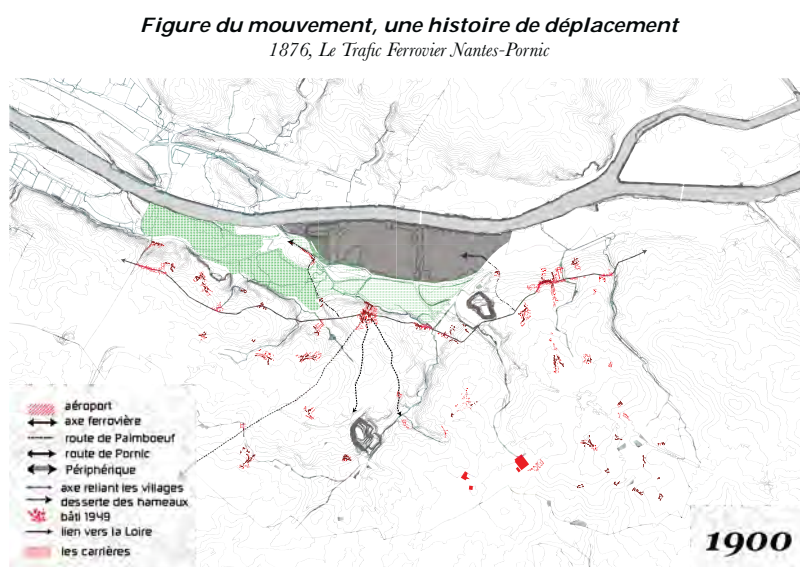 Figure du mouvement, une histoire de déplacement
1876, Le Trafic Ferrovier Nantes-Pornic
aéroport
axe ferrovière
route de Paimboeuf
route de Pornic
Périphérique
axe reliant les villages
desserte des hameaux
bâti 1949
lien vers la Loire
les carrières
1900